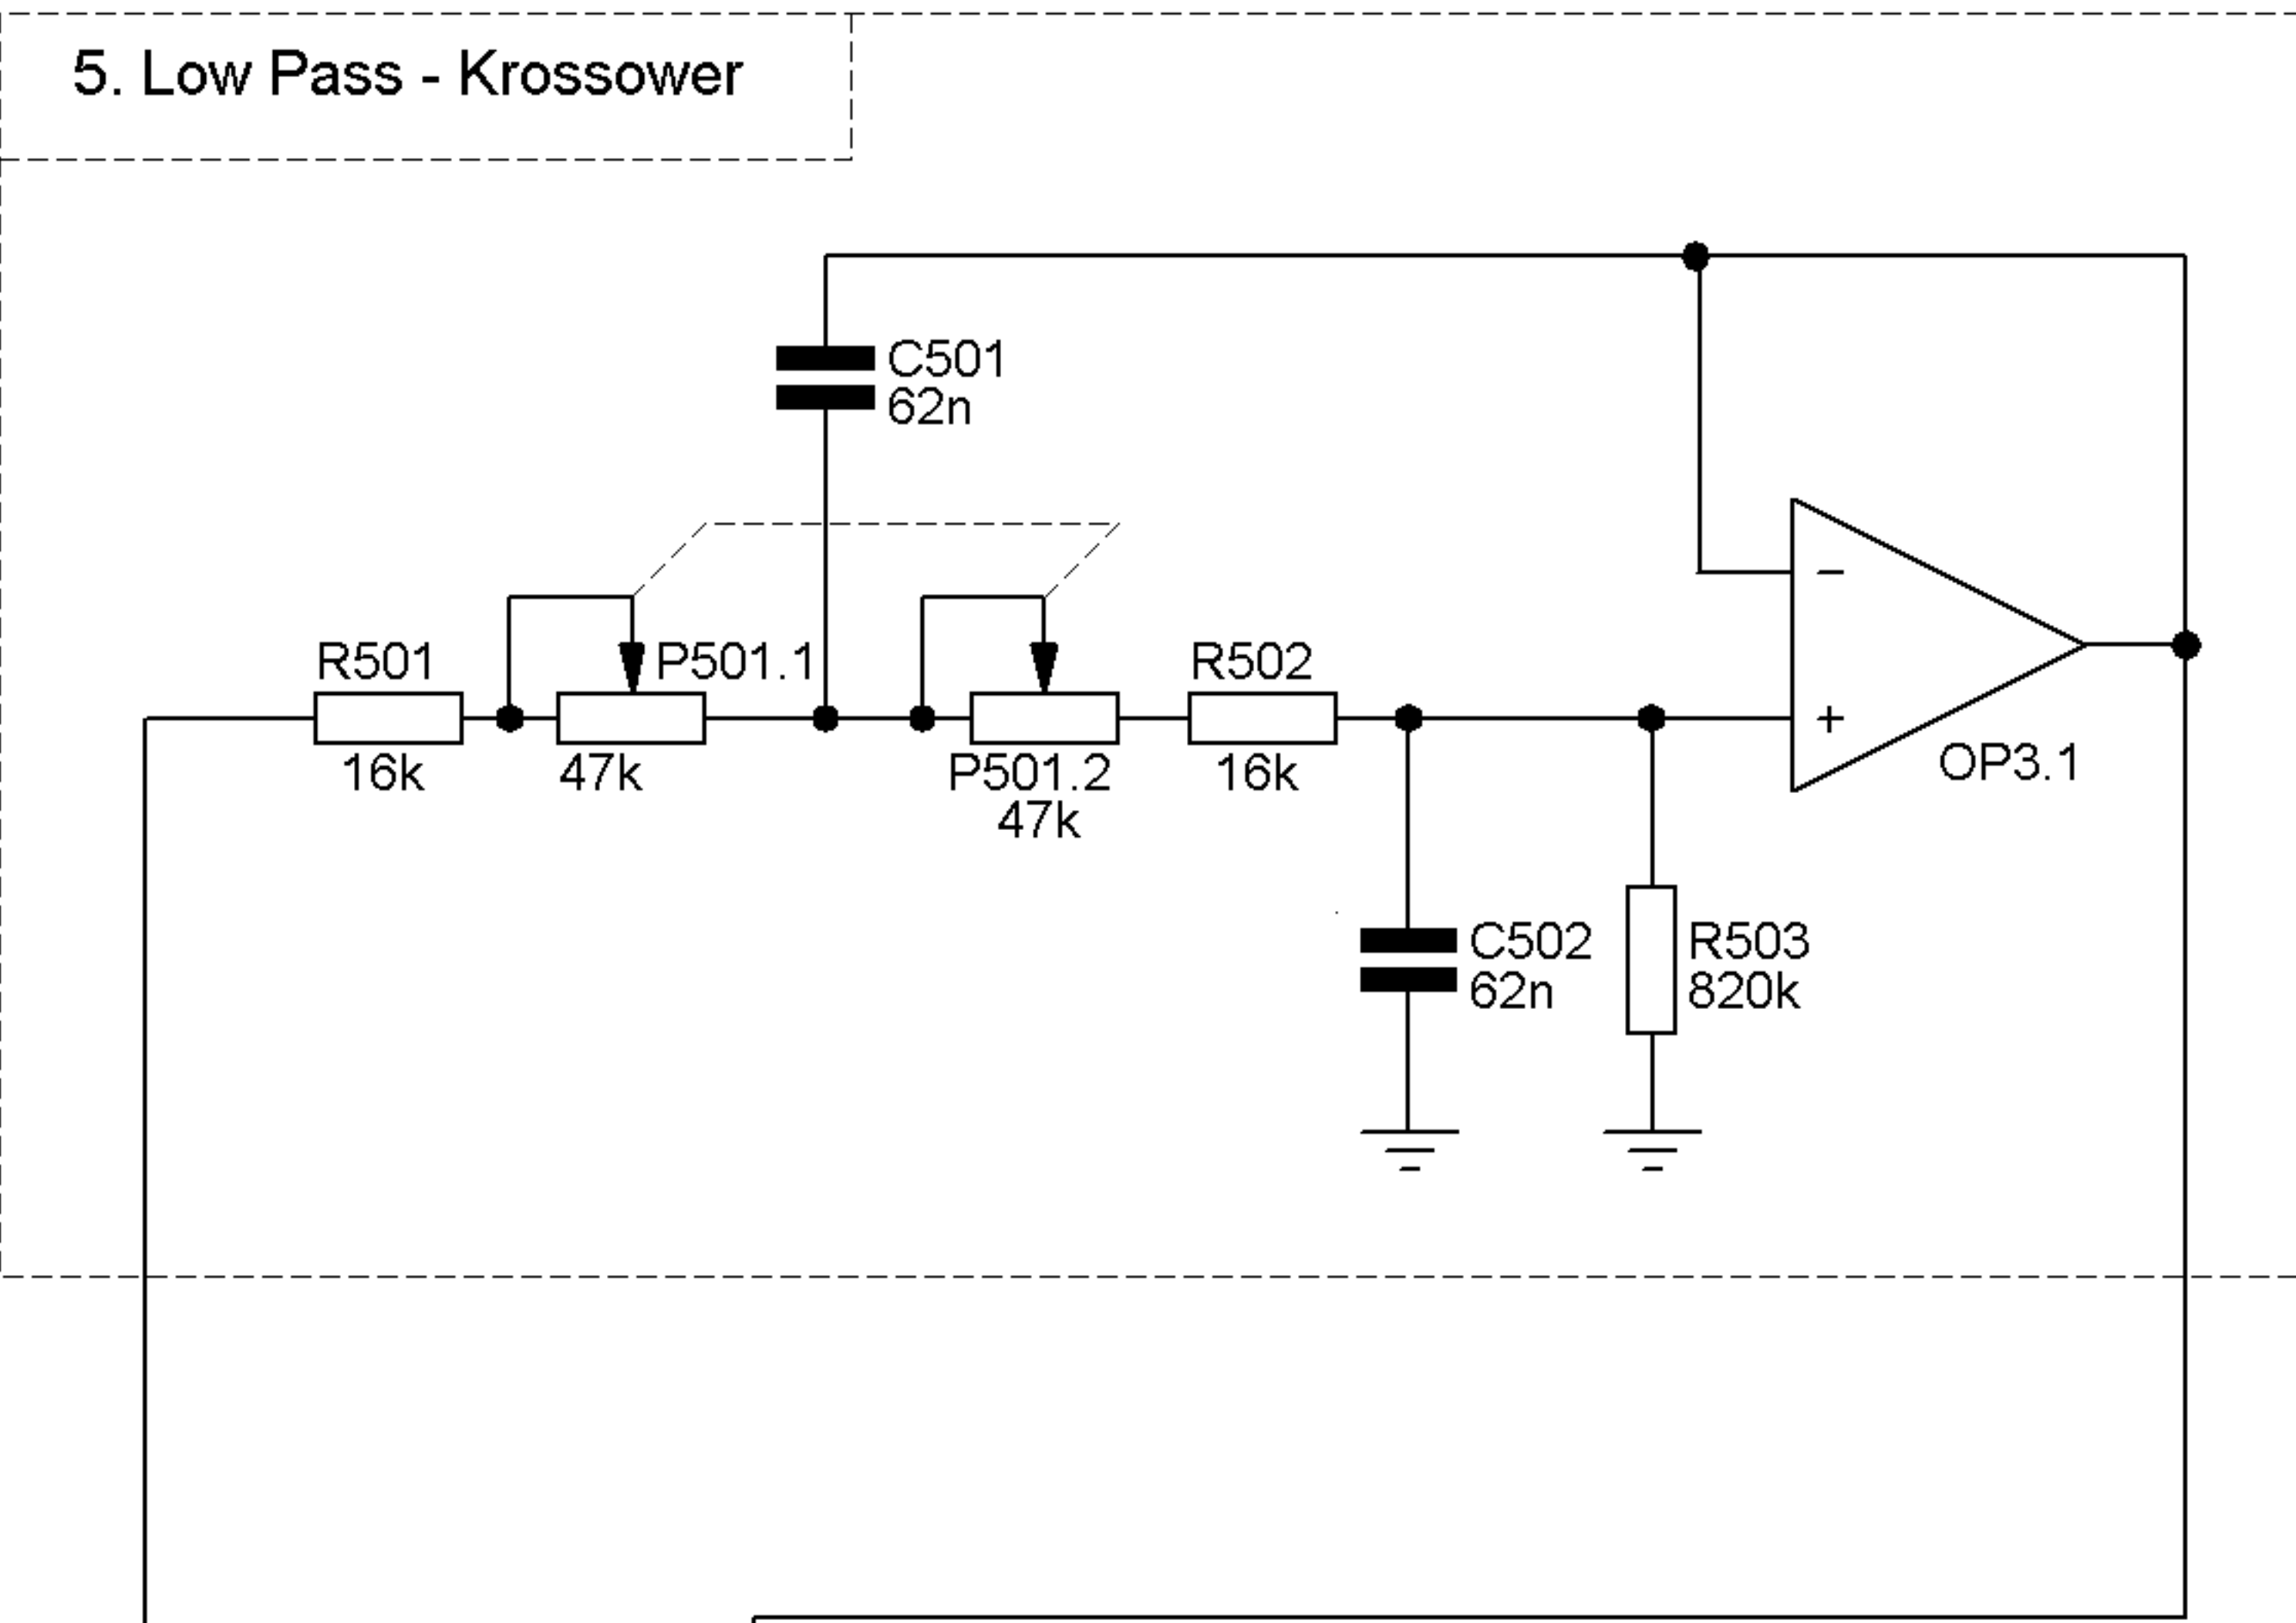 5. Low Pass - Krossower
C501
62n
R501
16k
P501.1
47k
P501.2
47k
R502
16k
−
+
OP3.1
C502
62n
R503
820k